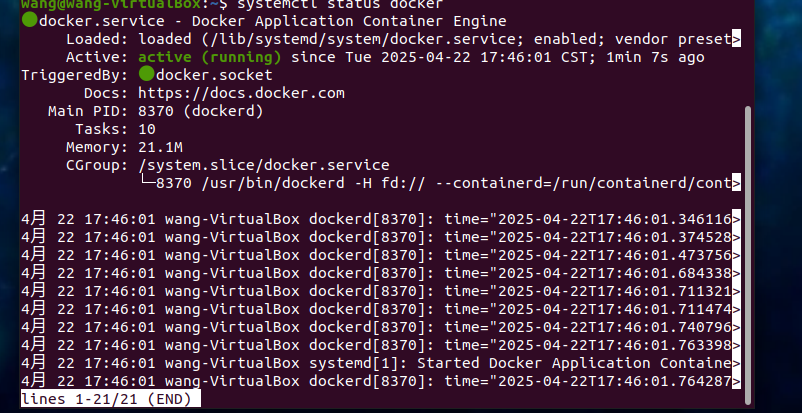 wang@wang-VirtualBox:~$ systemctl status docker
●docker.service - Docker Application Container Engine
Loaded: loaded (/lib/systemd/system/docker.service; enabled; vendor preset>
Active: active (running) since Tue 2025-04-22 17:46:01 CST; 1min 7s ago
TriggeredBy: ●docker.socket
Docs: https://docs.docker.com
Main PID: 8370 (dockerd)
Tasks: 10
Memory: 21.1M
CGroup: /system.slice/docker.service
└─8370 /usr/bin/dockerd -H fd:// --containerd=/run/containerd/cont>
4月 22 17:46:01 wang-VirtualBox dockerd[8370]: time="2025-04-22T17:46:01.346116>
4月 22 17:46:01 wang-VirtualBox dockerd[8370]: time="2025-04-22T17:46:01.374528>
4月 22 17:46:01 wang-VirtualBox dockerd[8370]: time="2025-04-22T17:46:01.473756>
4月 22 17:46:01 wang-VirtualBox dockerd[8370]: time="2025-04-22T17:46:01.684338>
4月 22 17:46:01 wang-VirtualBox dockerd[8370]: time="2025-04-22T17:46:01.711321>
4月 22 17:46:01 wang-VirtualBox dockerd[8370]: time="2025-04-22T17:46:01.711474>
4月 22 17:46:01 wang-VirtualBox dockerd[8370]: time="2025-04-22T17:46:01.740796>
4月 22 17:46:01 wang-VirtualBox dockerd[8370]: time="2025-04-22T17:46:01.763398>
4月 22 17:46:01 wang-VirtualBox systemd[1]: Started Docker Application Containe>
4月 22 17:46:01 wang-VirtualBox dockerd[8370]: time="2025-04-22T17:46:01.764287>
lines 1-21/21 (END)